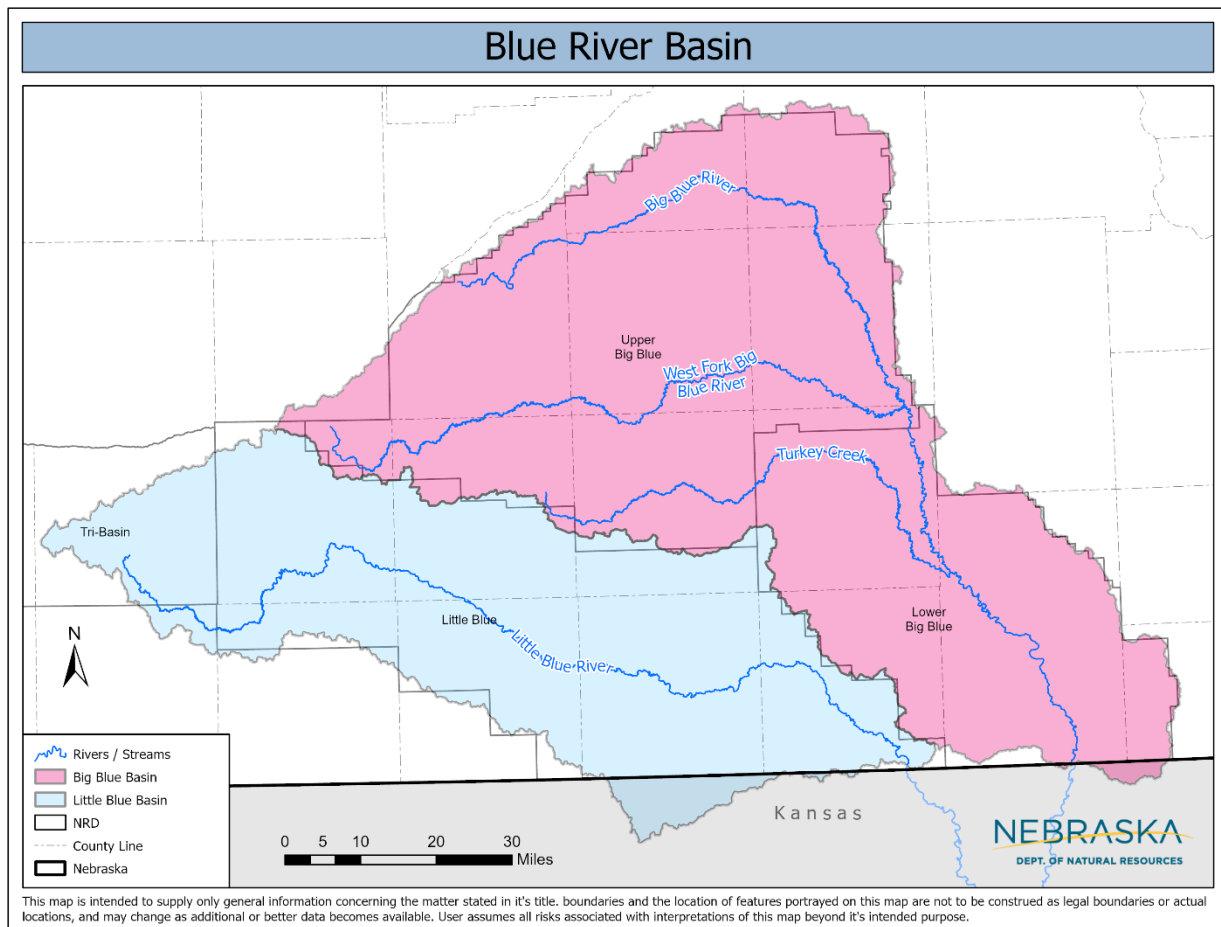 Blue River Basin
Big Blue River
Upper
Big Blue
West Fork Big
Blue River
Turkey Creek
Tri-Basin
Little Blue
Little Blue River
Lower
Big Blue
N
Rivers / Streams
Big Blue Basin
Little Blue Basin
NRD
County Line
Nebraska
0 5 10 20 30
Miles
Kansas
NEBRASKA
DEPT. OF NATURAL RESOURCES
This map is intended to supply only general information concerning the matter stated in it's title. boundaries and the location of features portrayed on this map are not to be construed as legal boundaries or actual
locations, and may change as additional or better data becomes available. User assumes all risks associated with interpretations of this map beyond it's intended purpose.